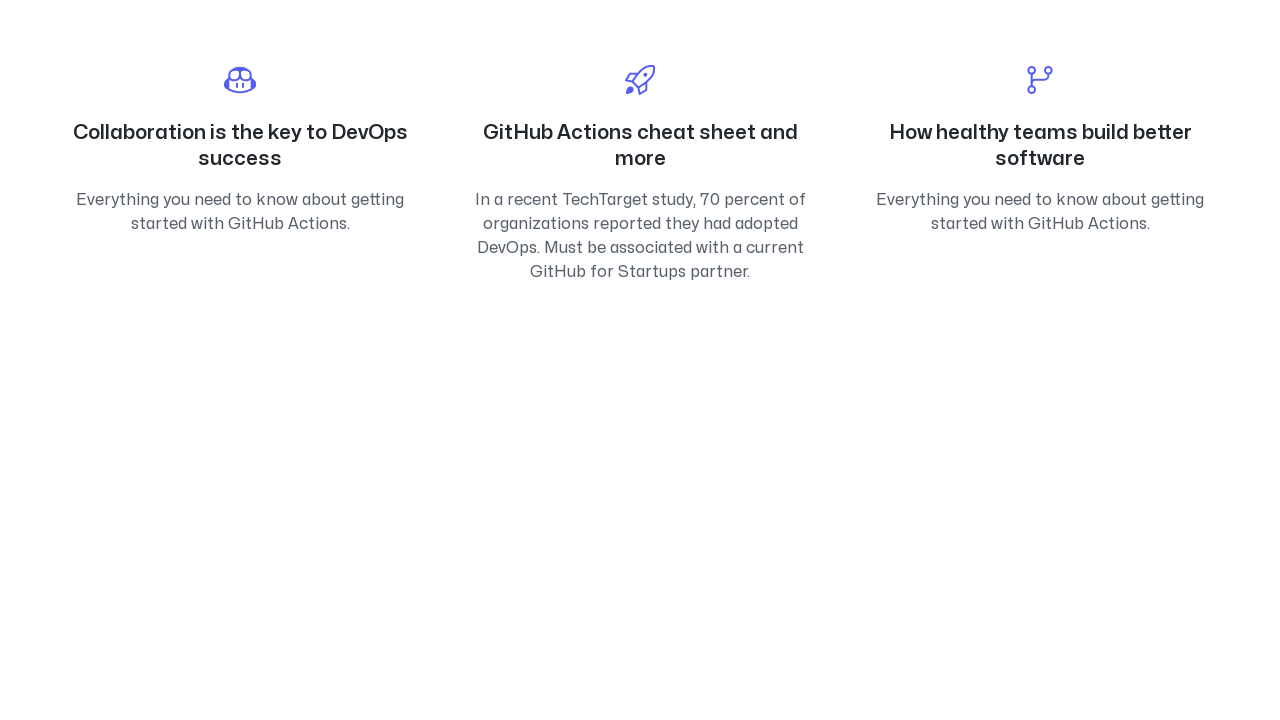 Collaboration is the key to DevOps
success
Everything you need to know about getting
started with GitHub Actions.
GitHub Actions cheat sheet and
more
In a recent TechTarget study, 70 percent of
organizations reported they had adopted
DevOps. Must be associated with a current
GitHub for Startups partner.
How healthy teams build better
software
Everything you need to know about getting
started with GitHub Actions.